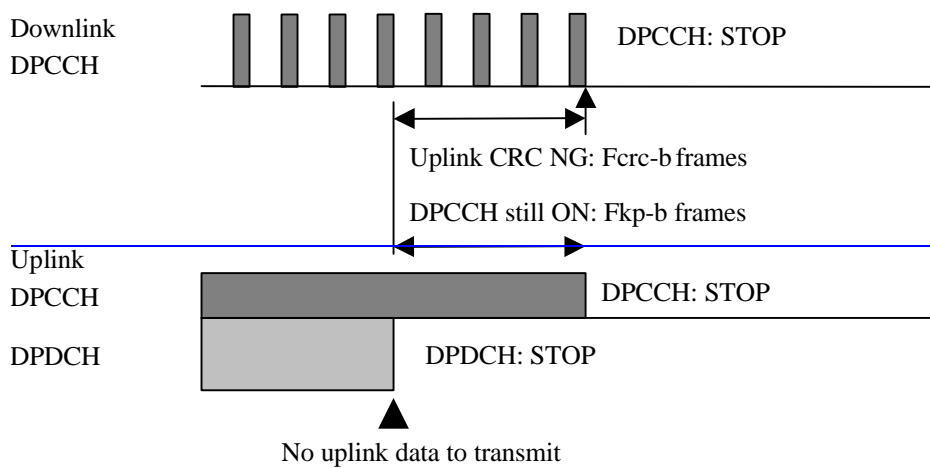 Downlink
DPCCH
DPCCH: STOP
Uplink CRC NG: Fcrc-b frames
DPCCH still ON: Fkp-b frames
Uplink
DPCCH
DPCCH: STOP
DPDCH
DPDCH: STOP
No uplink data to transmit